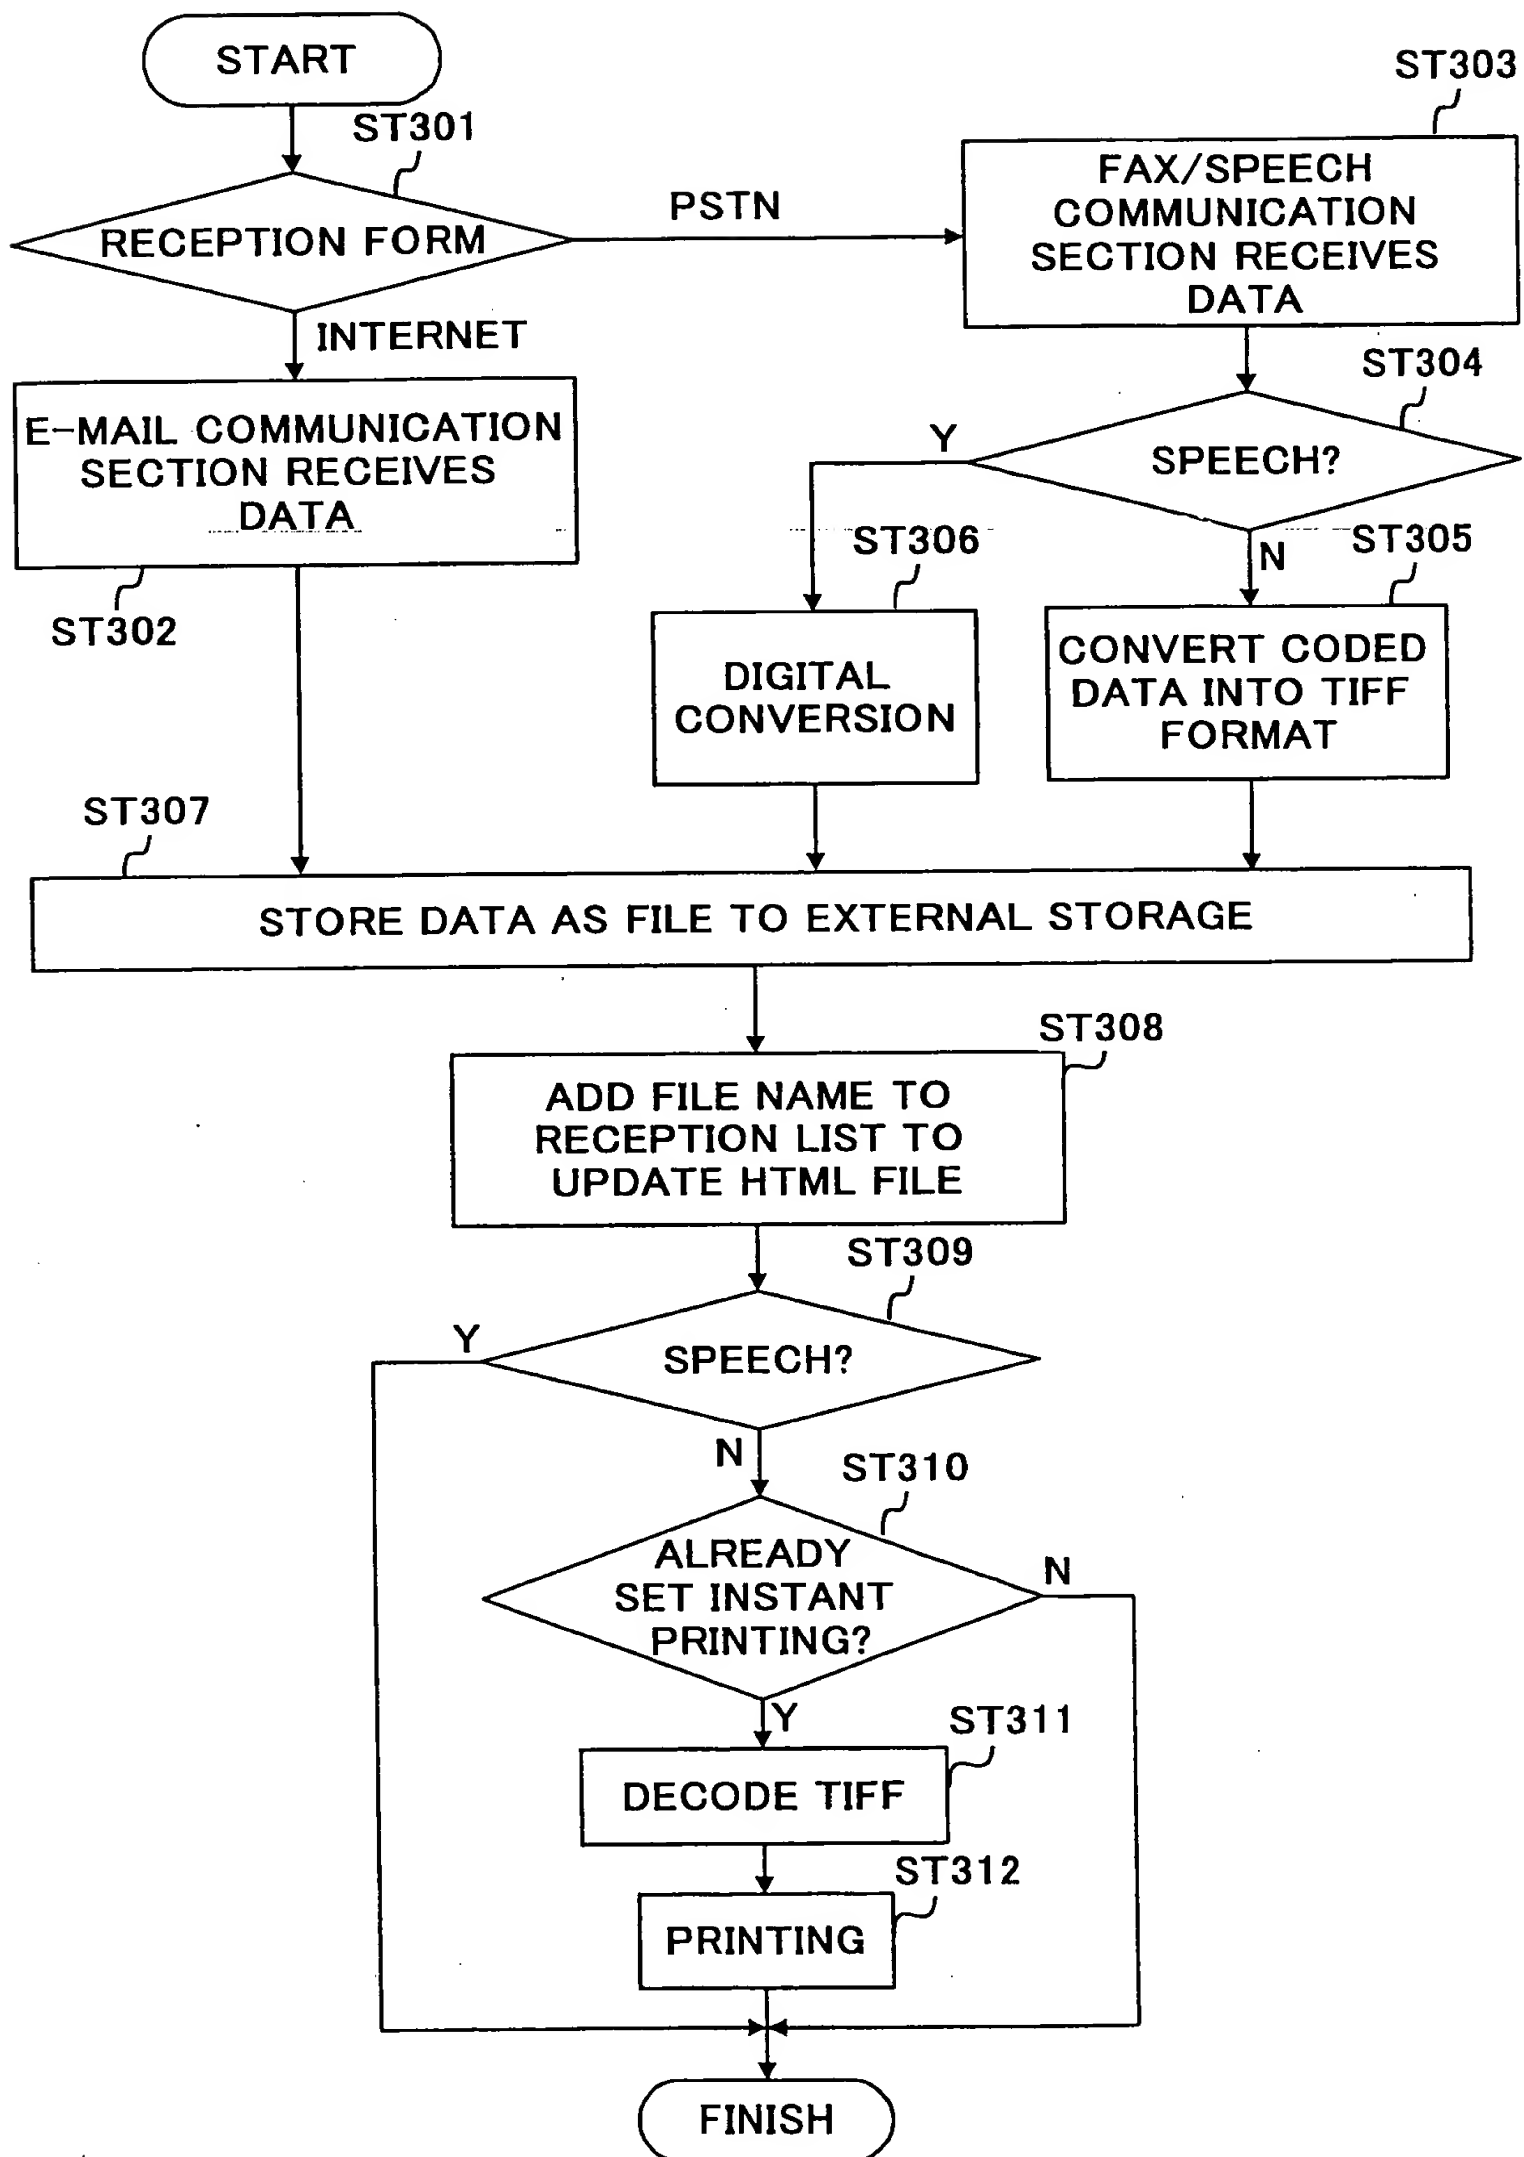 START
ST301
RECEPTION FORM
PSTN
ST303
FAX/SPEECH
COMMUNICATION
SECTION RECEIVES
DATA
INTERNET
E-MAIL COMMUNICATION
SECTION RECEIVES
DATA
ST302
ST304
SPEECH?
Y
N
ST306
DIGITAL
CONVERSION
ST305
CONVERT CODED
DATA INTO TIFF
FORMAT
ST307
STORE DATA AS FILE TO EXTERNAL STORAGE
ST308
ADD FILE NAME TO
RECEPTION LIST TO
UPDATE HTML FILE
ST309
SPEECH?
Y
N
ST310
ALREADY
SET INSTANT
PRINTING?
N
Y
ST311
DECODE TIFF
ST312
PRINTING
FINISH